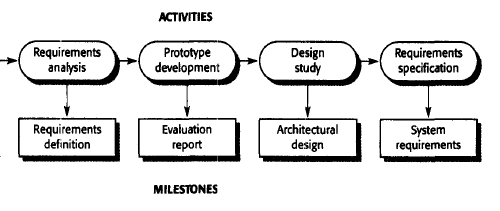 ACTIVITIES
Requirements
analysis
Prototype
development
Design
study
Requirements
specification
Requirements
definition
Evaluation
report
Architectural
design
System
requirements
MILESTONES